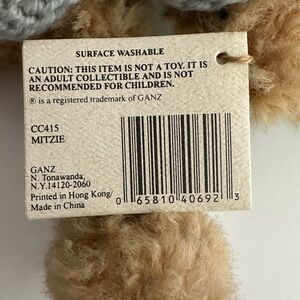 SURFACE WASHABLE
CAUTION: THIS ITEM IS NOT A TOY. IT IS
AN ADULT COLLECTIBLE AND IS NOT
RECOMMENDED FOR CHILDREN.
® is a registered trademark of GANZ
CC415
MITZIE
GANZ
N. Tonawanda,
N.Y.14120-2060
Printed in Hong Kong/
Made in China
0 65810 40692 3